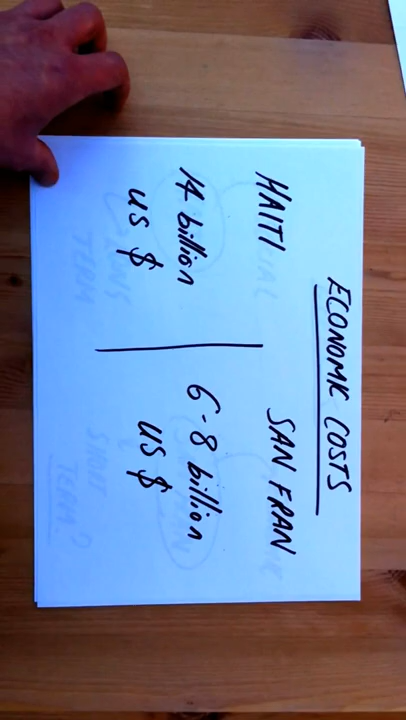 ECONOMIC COSTS
HAITI
14 billion
US $
SAN FRAN
6-8 billion
US $